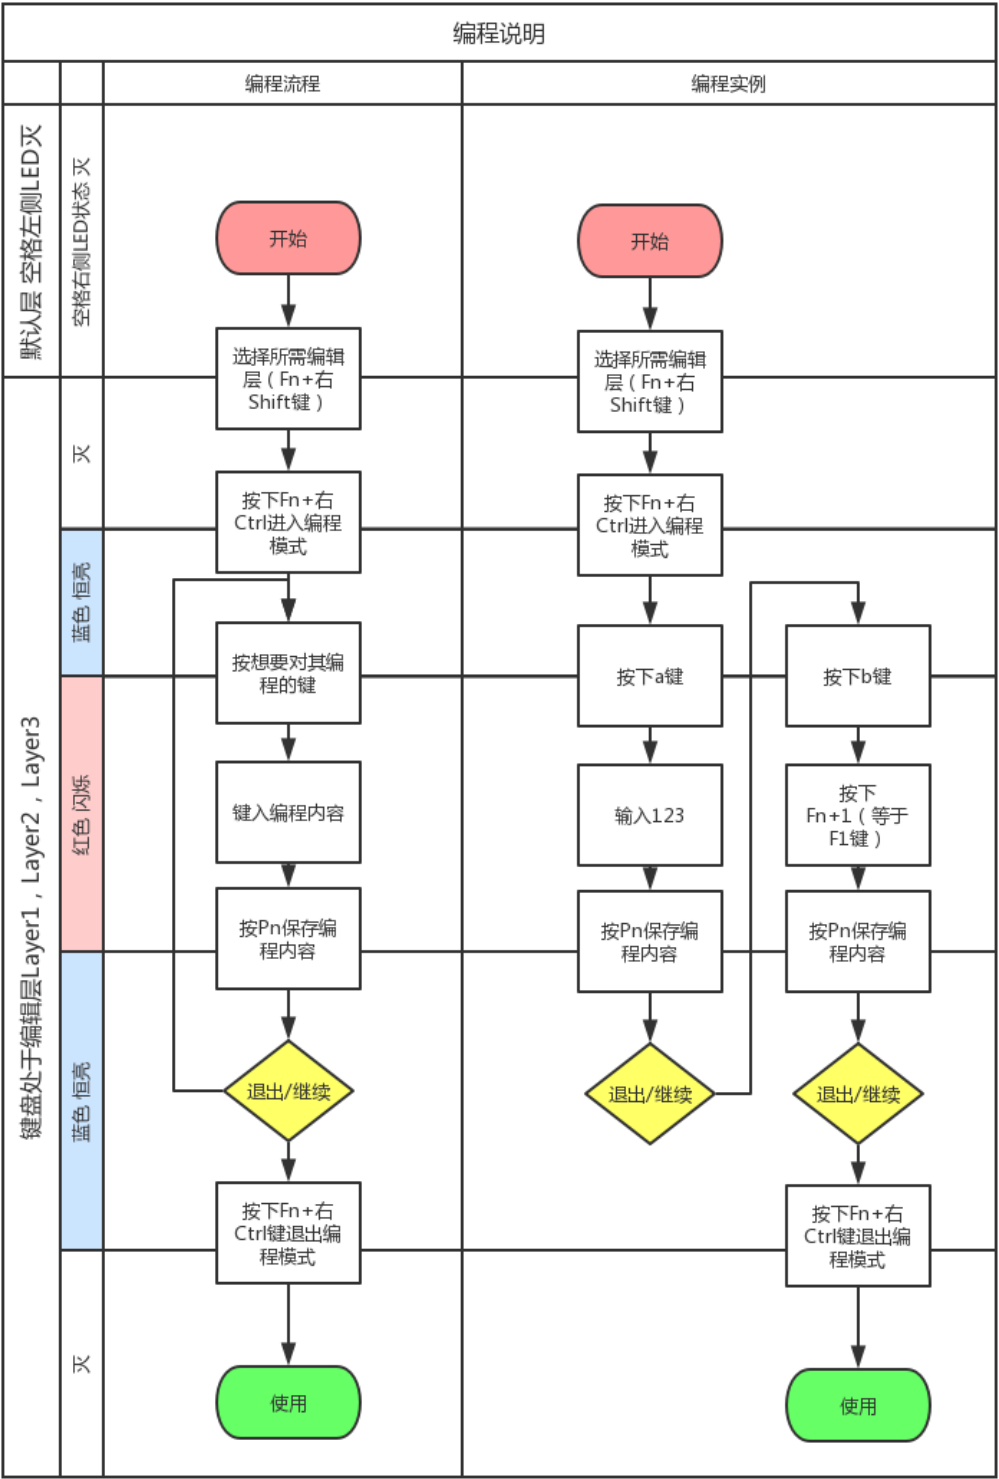 编程说明
编程流程
编程实例
默认层 空格左侧LED灭
空格右侧LED状态 灭
键盘处于编辑层Layer1，Layer2，Layer3
灭
蓝色 恒亮
红色 闪烁
蓝色 恒亮
灭
开始
选择所需编辑
层（Fn+右
Shift键）
按下Fn+右
Ctrl进入编程
模式
按想要对其编
程的键
键入编程内容
按Pn保存编
程内容
退出/继续
按下Fn+右
Ctrl键退出编
程模式
使用
开始
选择所需编辑
层（Fn+右
Shift键）
按下Fn+右
Ctrl进入编程
模式
按下a键
输入123
按Pn保存编
程内容
退出/继续
按下b键
按下
Fn+1（等于
F1键）
按Pn保存编
程内容
退出/继续
按下Fn+右
Ctrl键退出编
程模式
使用